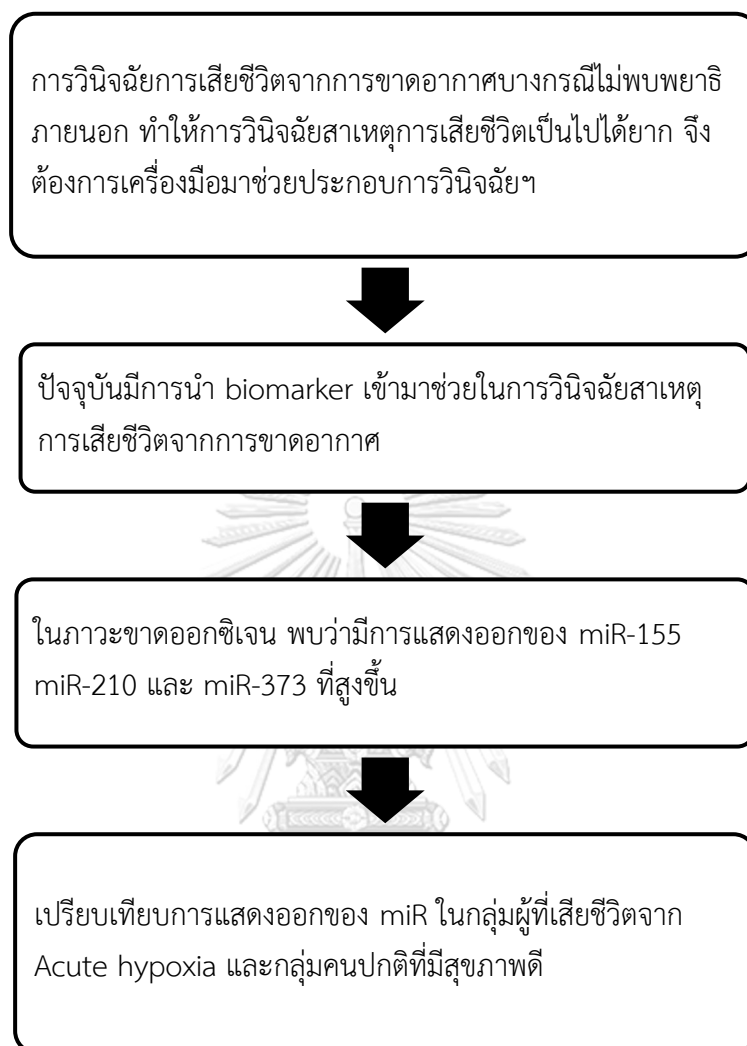 การวินิจฉัยการเสียชีวิตจากการขาดอากาศบางกรณีไม่พบพยาธิ
ภายนอก ทำให้การวินิจฉัยสาเหตุการเสียชีวิตเป็นไปได้ยาก จึง
ต้องการเครื่องมือมาช่วยประกอบการวินิจฉัยฯ
ปัจจุบันมีการนำ biomarker เข้ามาช่วยในการวินิจฉัยสาเหตุ
การเสียชีวิตจากการขาดอากาศ
ในภาวะขาดออกซิเจน พบว่ามีการแสดงออกของ miR-155
miR-210 และ miR-373 ที่สูงขึ้น
เปรียบเทียบการแสดงออกของ miR ในกลุ่มผู้ที่เสียชีวิตจาก
Acute hypoxia และกลุ่มคนปกติที่มีสุขภาพดี